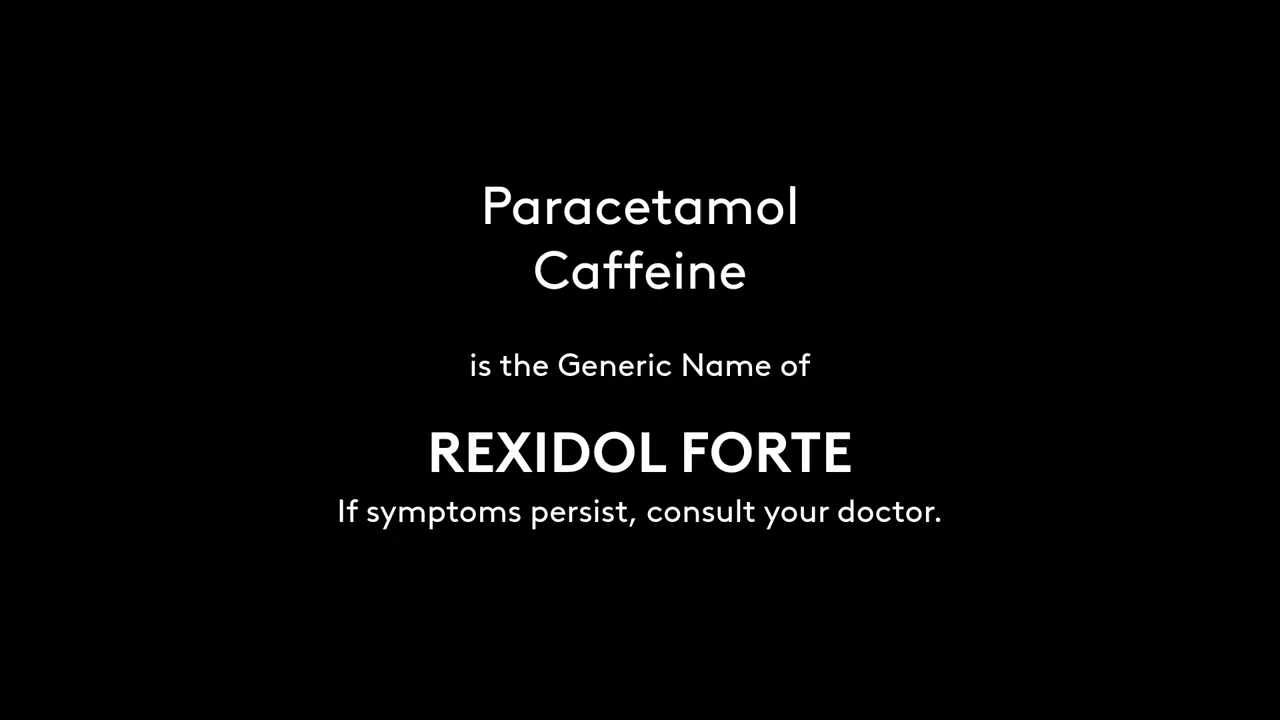 Paracetamol
Caffeine
is the Generic Name of
REXIDOL FORTE
If symptoms persist, consult your doctor.